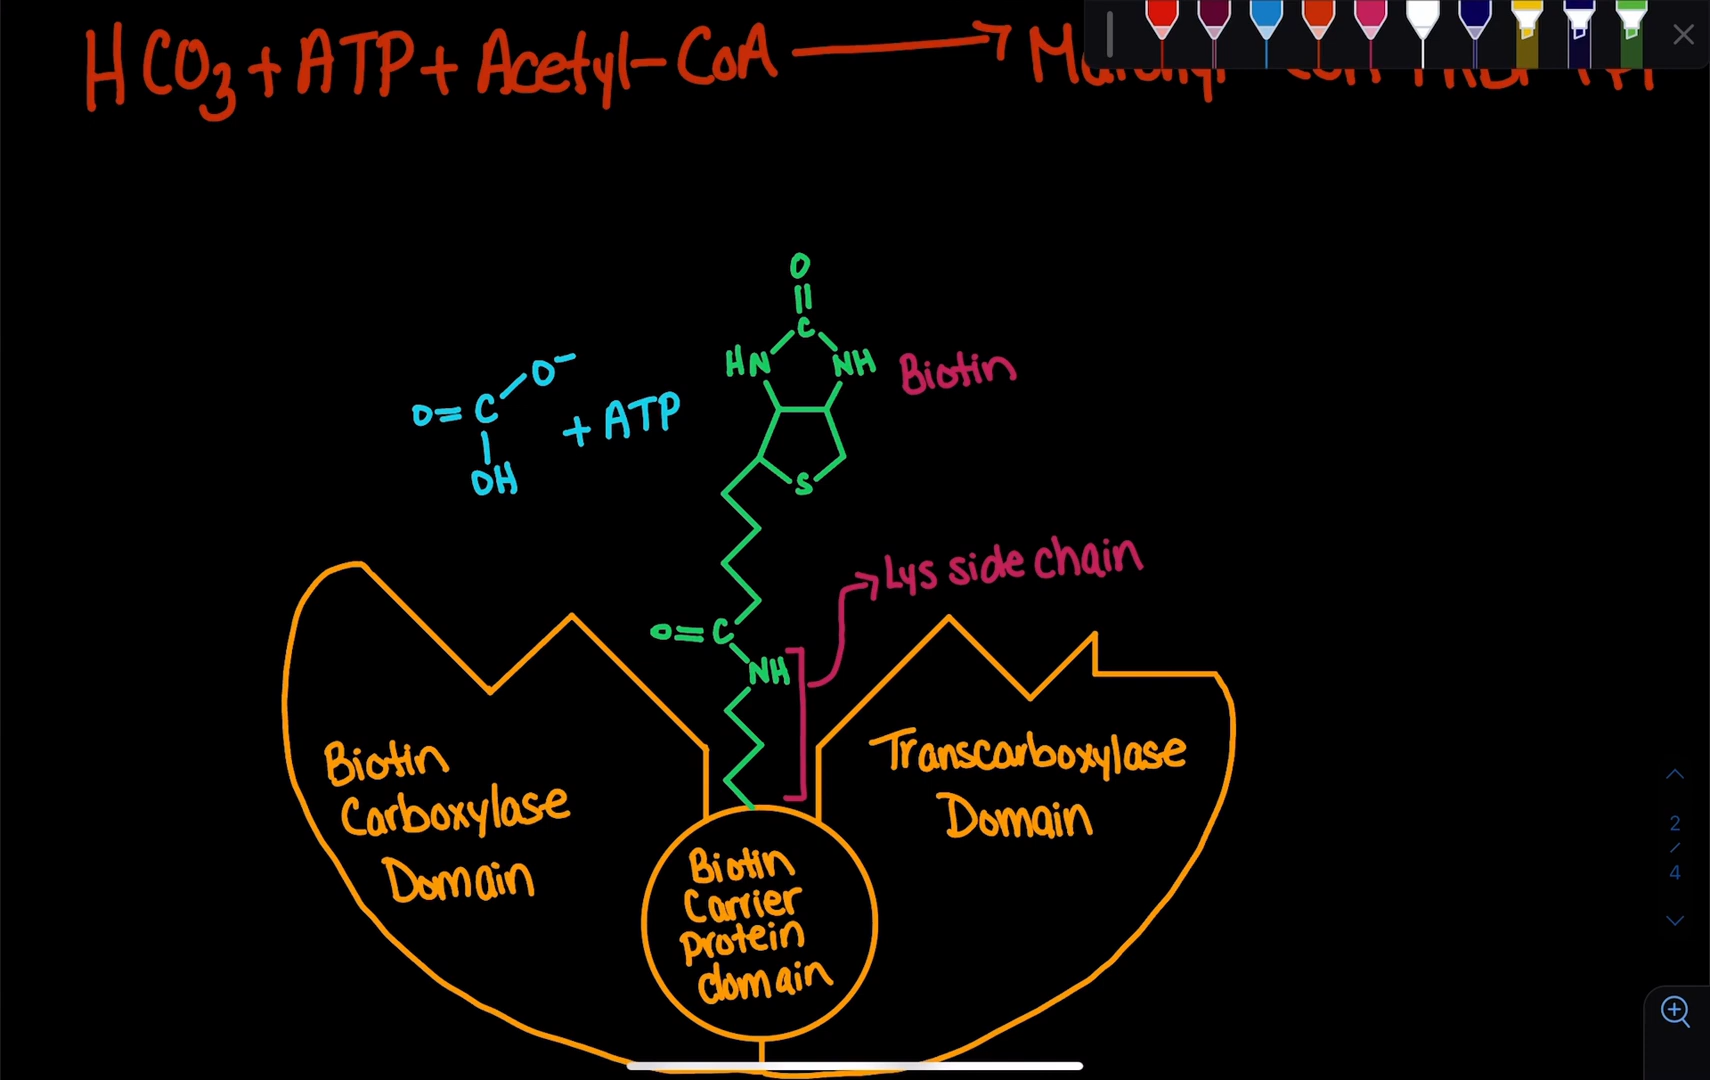 HCO3 + ATP + Acetyl-CoA →
O
||
C
HN NH
Biotin
O=C
O⁻
OH
+ ATP
S
Lys side chain
O=C
NH
Biotin
Carboxylase
Domain
Transcarboxylase
Domain
Biotin
Carrier
protein
domain
2
/
4